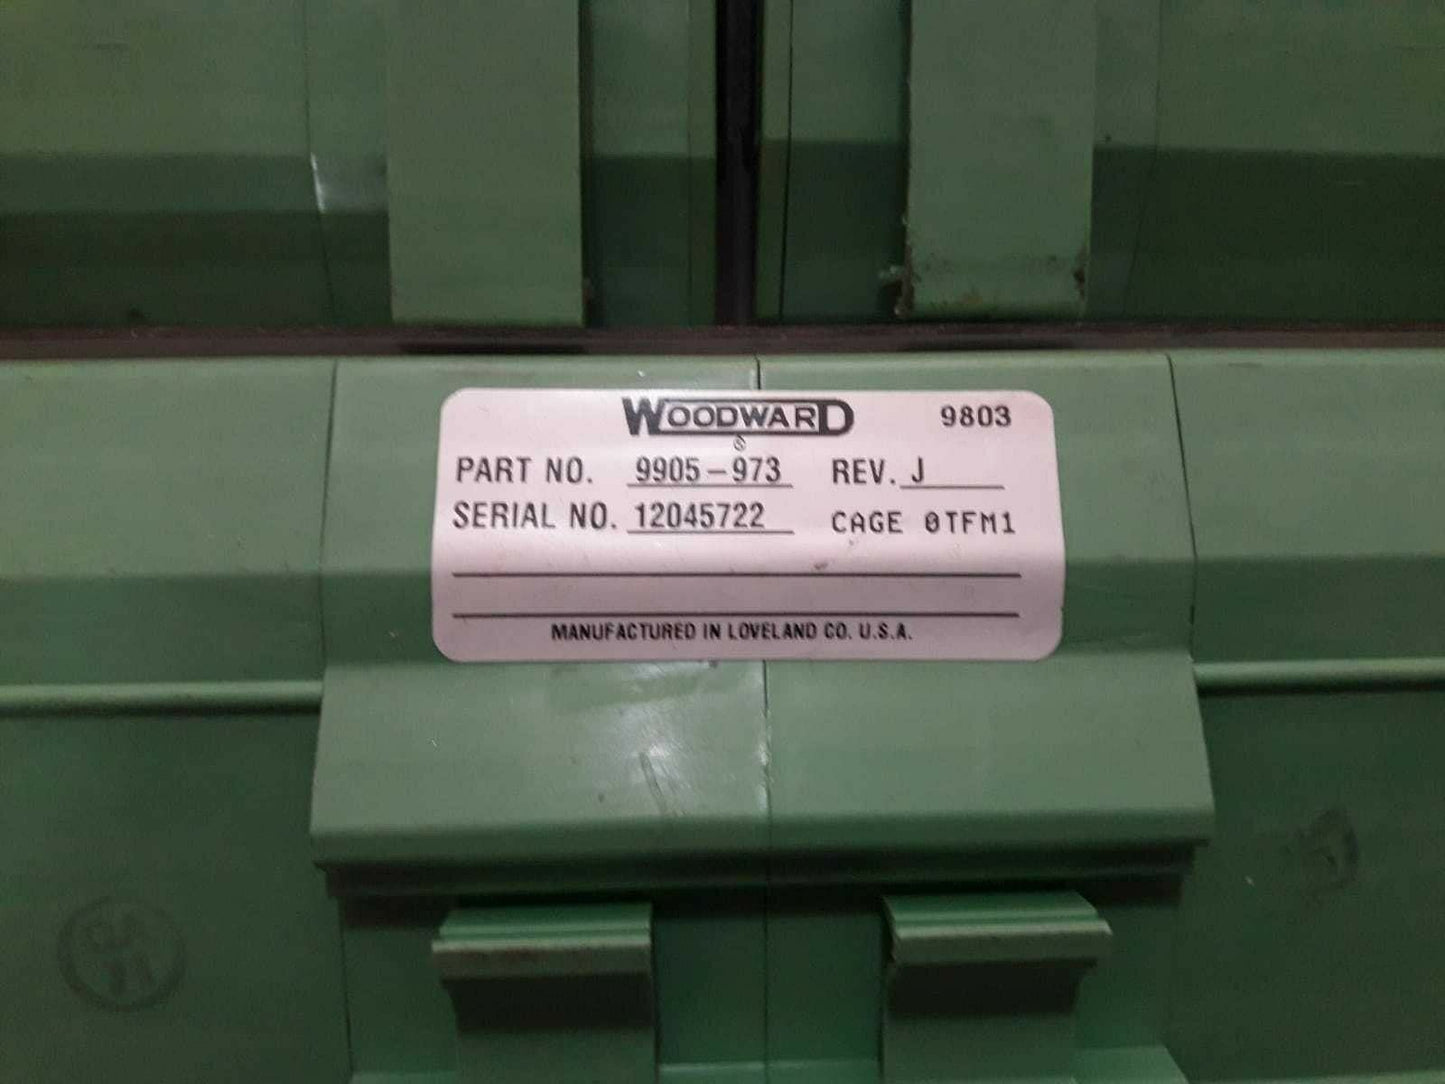 WOODWARD 9803
®
PART NO. 9905-973 REV. J
SERIAL NO. 12045722 CAGE 0TFM1
MANUFACTURED IN LOVELAND CO. U.S.A.